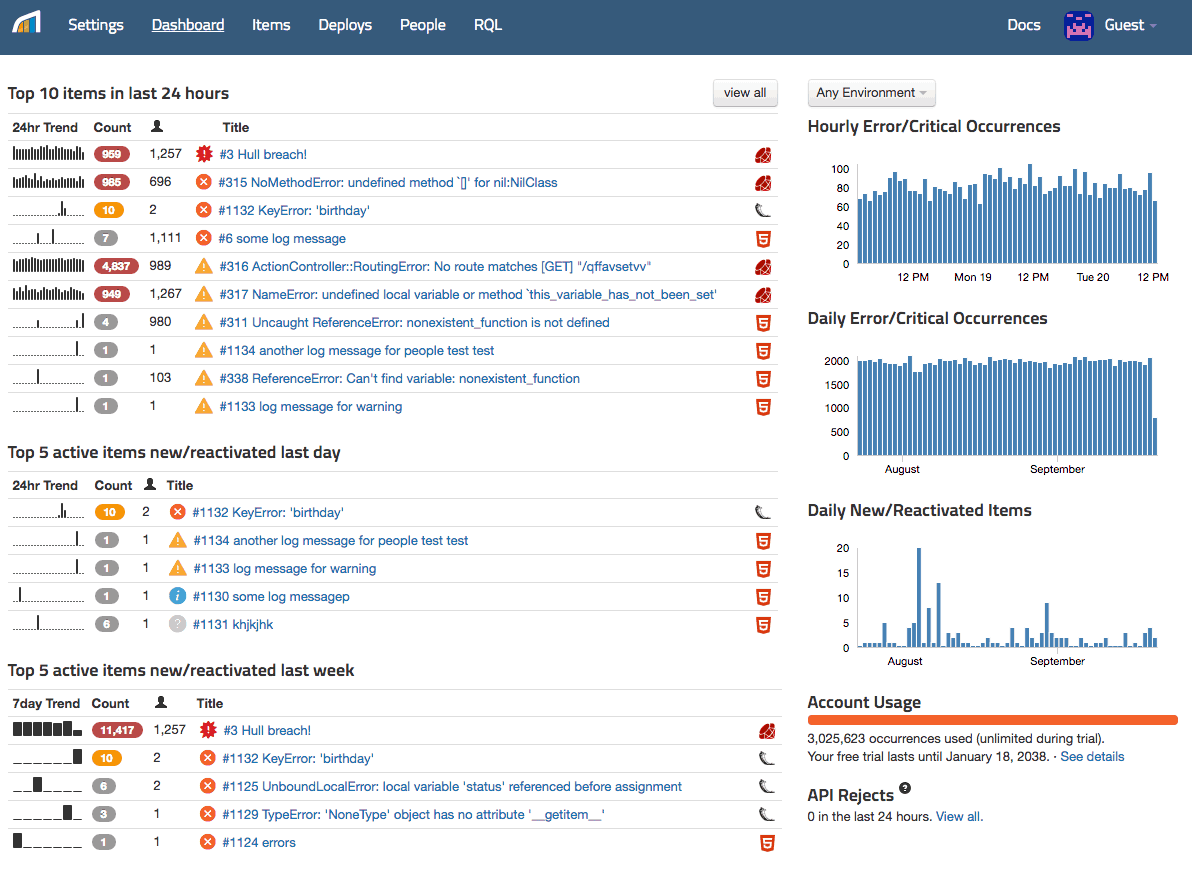 Settings Dashboard Items Deploys People RQL Docs Guest
Top 10 items in last 24 hours view all
24hr Trend Count Title
959 1,257 #3 Hull breach!
985 696 #315 NoMethodError: undefined method `[]' for nil:NilClass
10 2 #1132 KeyError: 'birthday'
7 1,111 #6 some log message
4,837 989 #316 ActionController::RoutingError: No route matches [GET] "/qffavsetvv"
949 1,267 #317 NameError: undefined local variable or method `this_variable_has_not_been_set'
4 980 #311 Uncaught ReferenceError: nonexistent_function is not defined
1 1 #1134 another log message for people test test
1 103 #338 ReferenceError: Can't find variable: nonexistent_function
1 1 #1133 log message for warning
Top 5 active items new/reactivated last day
24hr Trend Count Title
10 2 #1132 KeyError: 'birthday'
1 1 #1134 another log message for people test test
1 1 #1133 log message for warning
1 1 #1130 some log messagep
6 1 #1131 khjkjhk
Top 5 active items new/reactivated last week
7day Trend Count Title
11,417 1,257 #3 Hull breach!
10 2 #1132 KeyError: 'birthday'
6 2 #1125 UnboundLocalError: local variable 'status' referenced before assignment
3 1 #1129 TypeError: 'NoneType' object has no attribute '__getitem__'
1 1 #1124 errors
Any Environment
Hourly Error/Critical Occurrences
100
80
60
40
20
0
12 PM Mon 19 12 PM Tue 20 12 PM
Daily Error/Critical Occurrences
2000
1500
1000
500
0
August September
Daily New/Reactivated Items
20
15
10
5
0
August September
Account Usage
3,025,623 occurrences used (unlimited during trial).
Your free trial lasts until January 18, 2038. · See details
API Rejects ?
0 in the last 24 hours. View all.